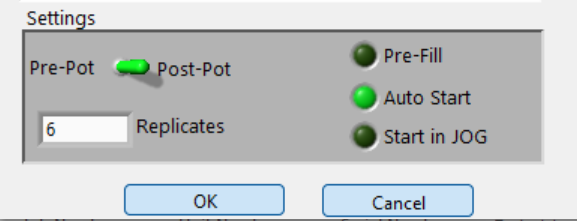 Settings
Pre-Pot Post-Pot
6 Replicates
Pre-Fill
Auto Start
Start in JOG
OK Cancel